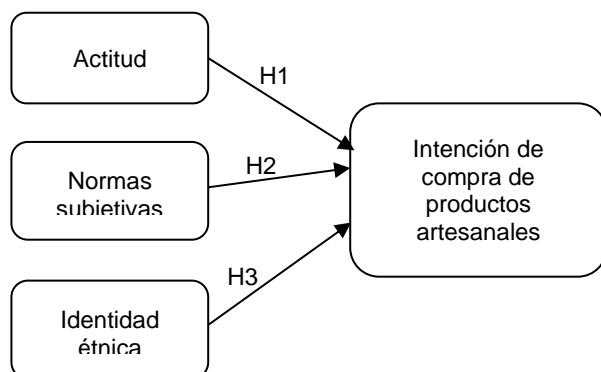 Actitud
H1
Normas
subjetivas
H2
Intención de
compra de
productos
artesanales
H3
Identidad
étnica